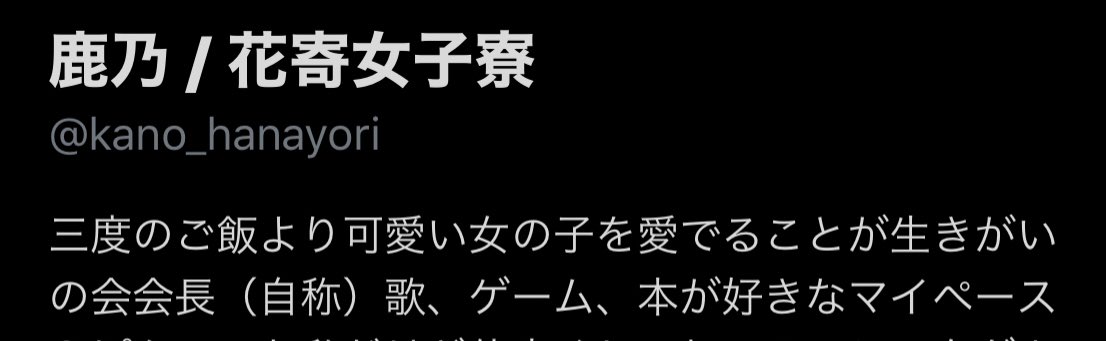 鹿乃 / 花寄女子寮
@kano_hanayori
三度のご飯より可愛い女の子を愛でることが生きがい
の会会長（自称）歌、ゲーム、本が好きなマイペース